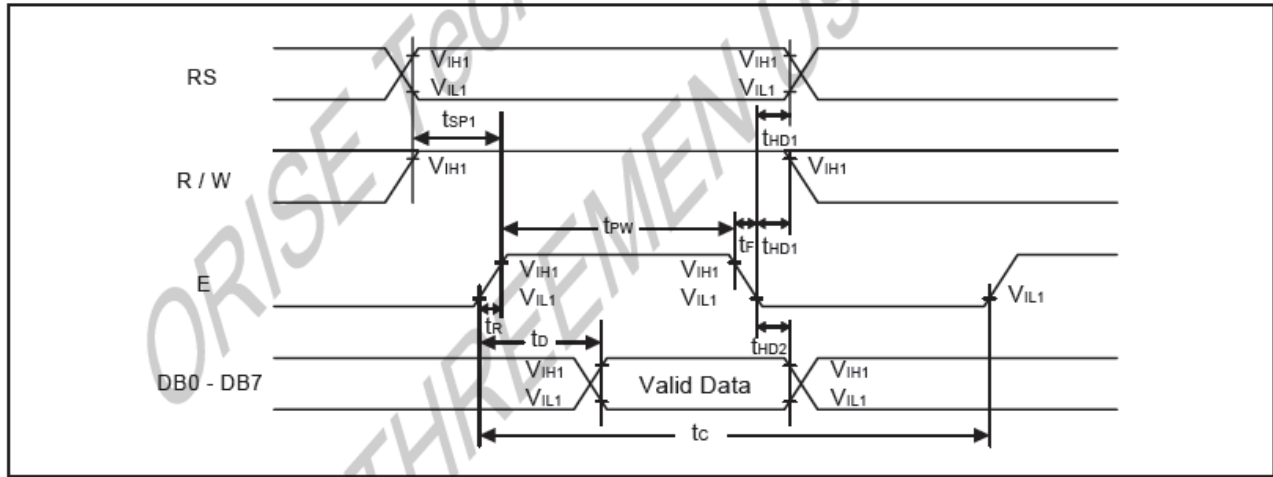 ORISE Tech
THREEMEN Us
RS
VIH1
VIL1
VIH1
VIL1
tSP1
tHD1
R / W
VIH1
VIH1
tPW
tF
tHD1
E
VIH1
VIL1
VIH1
VIL1
VIL1
tR
tD
tHD2
DB0 - DB7
VIH1
VIL1
Valid Data
VIH1
VIL1
tC